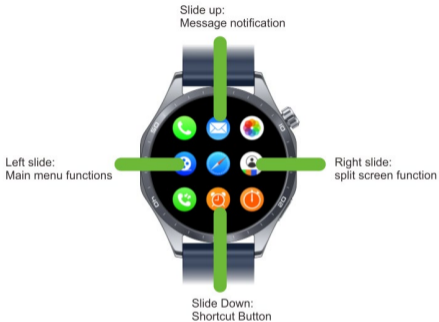 Slide up:
Message notification
Left slide:
Main menu functions
Right slide:
split screen function
Slide Down:
Shortcut Button